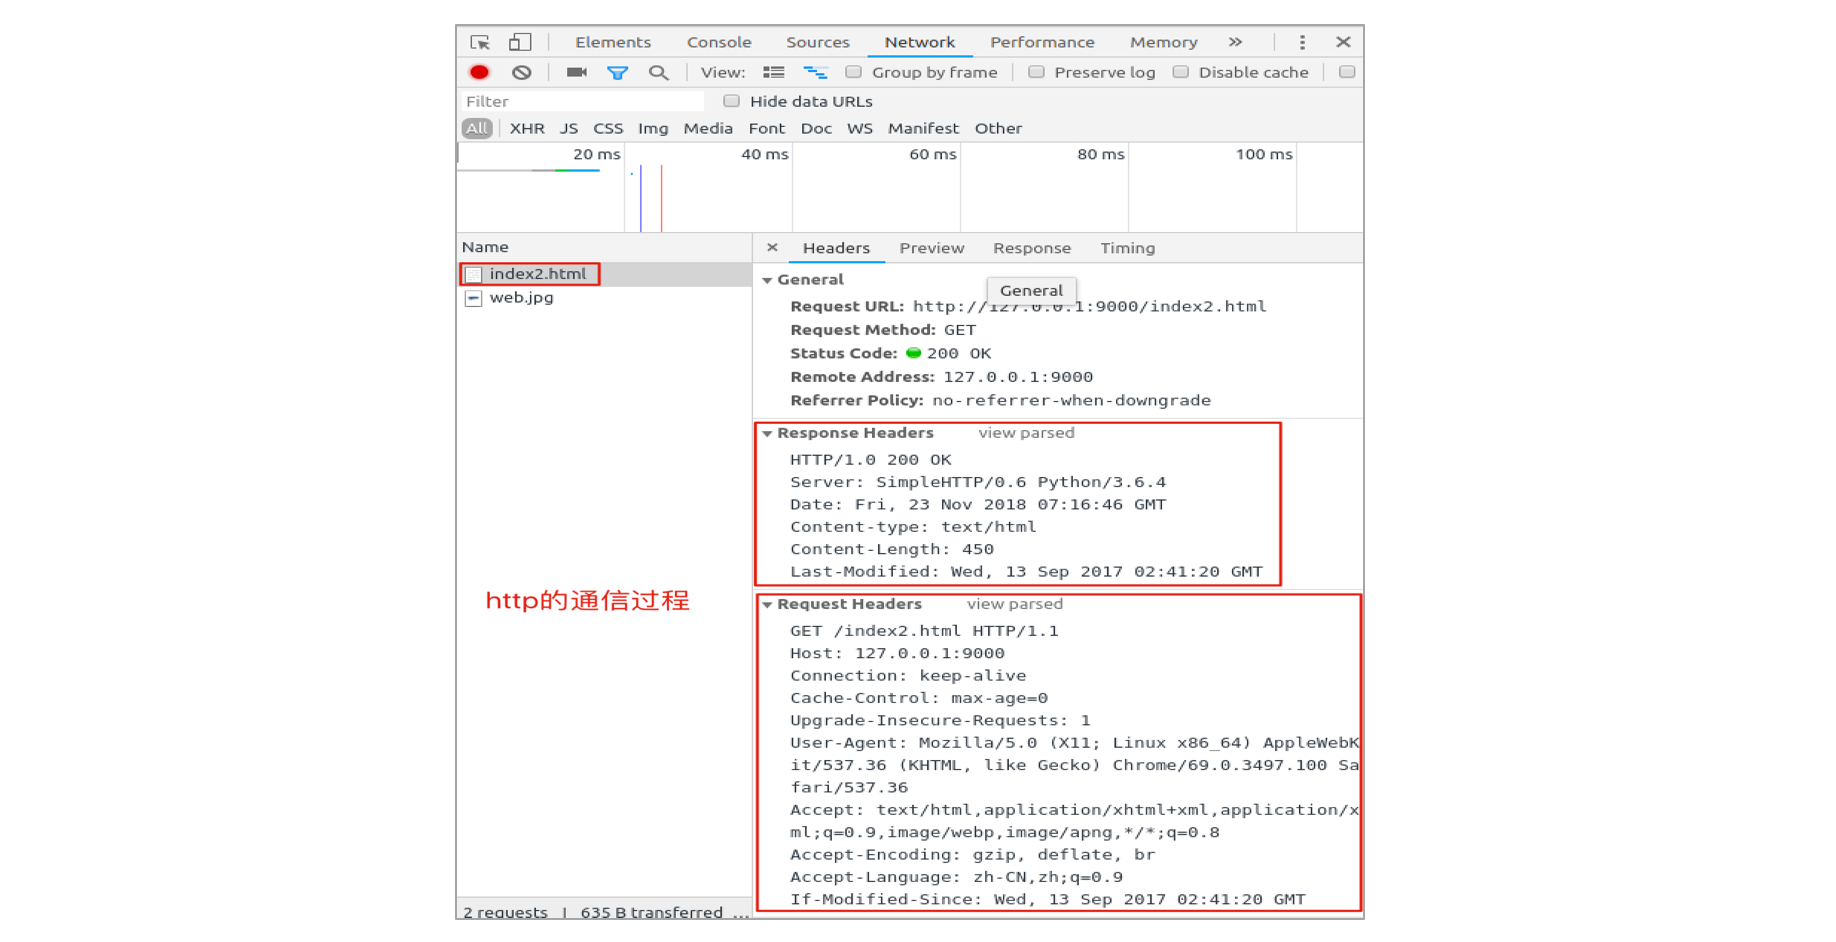 Elements Console Sources Network Performance Memory »
View: Group by frame Preserve log Disable cache
Filter Hide data URLs
All XHR JS CSS Img Media Font Doc WS Manifest Other
20 ms 40 ms 60 ms 80 ms 100 ms
Name
index2.html
web.jpg
http的通信过程
2 requests | 635 B transferred ...
× Headers Preview Response Timing
General
General
Request URL: http://127.0.0.1:9000/index2.html
Request Method: GET
Status Code: 200 OK
Remote Address: 127.0.0.1:9000
Referrer Policy: no-referrer-when-downgrade
Response Headers view parsed
HTTP/1.0 200 OK
Server: SimpleHTTP/0.6 Python/3.6.4
Date: Fri, 23 Nov 2018 07:16:46 GMT
Content-type: text/html
Content-Length: 450
Last-Modified: Wed, 13 Sep 2017 02:41:20 GMT
Request Headers view parsed
GET /index2.html HTTP/1.1
Host: 127.0.0.1:9000
Connection: keep-alive
Cache-Control: max-age=0
Upgrade-Insecure-Requests: 1
User-Agent: Mozilla/5.0 (X11; Linux x86_64) AppleWebK
it/537.36 (KHTML, like Gecko) Chrome/69.0.3497.100 Sa
fari/537.36
Accept: text/html,application/xhtml+xml,application/x
ml;q=0.9,image/webp,image/apng,*/*;q=0.8
Accept-Encoding: gzip, deflate, br
Accept-Language: zh-CN,zh;q=0.9
If-Modified-Since: Wed, 13 Sep 2017 02:41:20 GMT